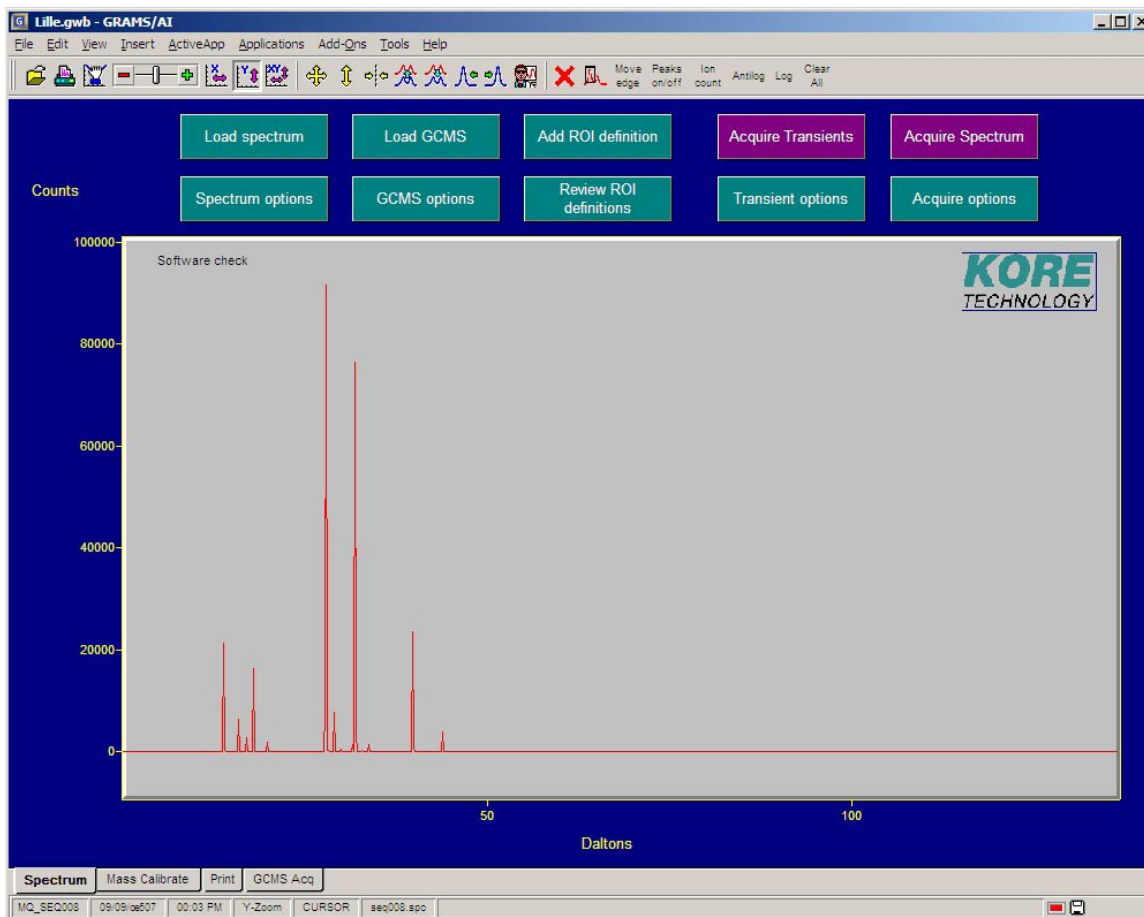 Lille.gwb - GRAMS/AI
File Edit View Insert ActiveApp Applications Add-Ons Tools Help
X Y XY Move edge Peaks on/off Ion count Antilog Log Clear All
Load spectrum Load GCMS Add ROI definition Acquire Transients Acquire Spectrum
Counts
Spectrum options GCMS options Review ROI definitions Transient options Acquire options
100000
Software check
KORE
TECHNOLOGY
80000
60000
40000
20000
0
50 100
Daltons
Spectrum Mass Calibrate Print GCMS Acq
MQ_SEQ008 00:03 PM Y-Zoom CURSOR seq008.spc